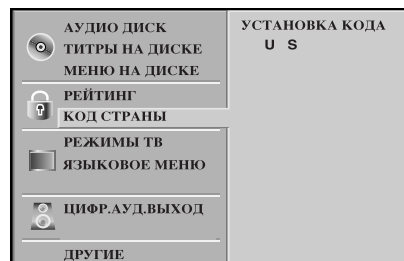 АУДИО ДИСК
ТИТРЫ НА ДИСКЕ
МЕНЮ НА ДИСКЕ
РЕЙТИНГ
КОД СТРАНЫ
РЕЖИМЫ ТВ
ЯЗЫКОВОЕ МЕНЮ
ЦИФР.АУД.ВЫХОД
ДРУГИЕ
УСТАНОВКА КОДА
U S